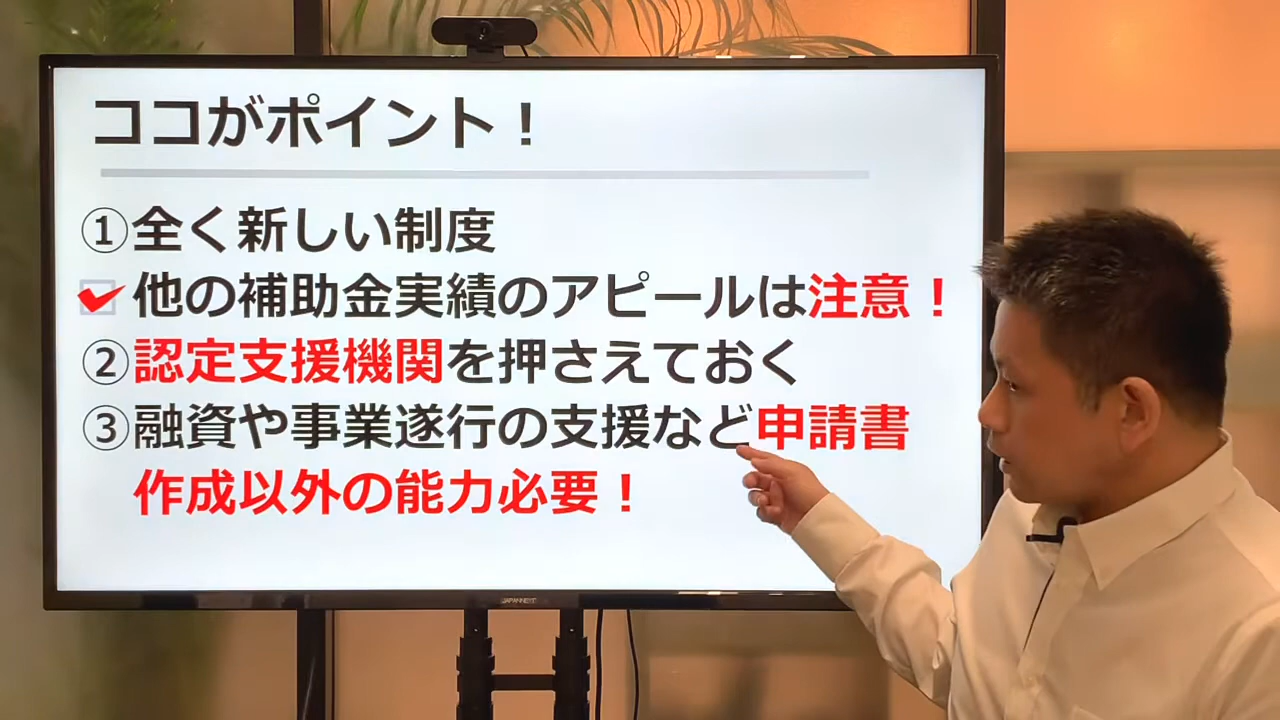 ココがポイント！
①全く新しい制度
他の補助金実績のアピールは注意！
②認定支援機関を押さえておく
③融資や事業遂行の支援など申請書
作成以外の能力必要！
JAPANNEXT